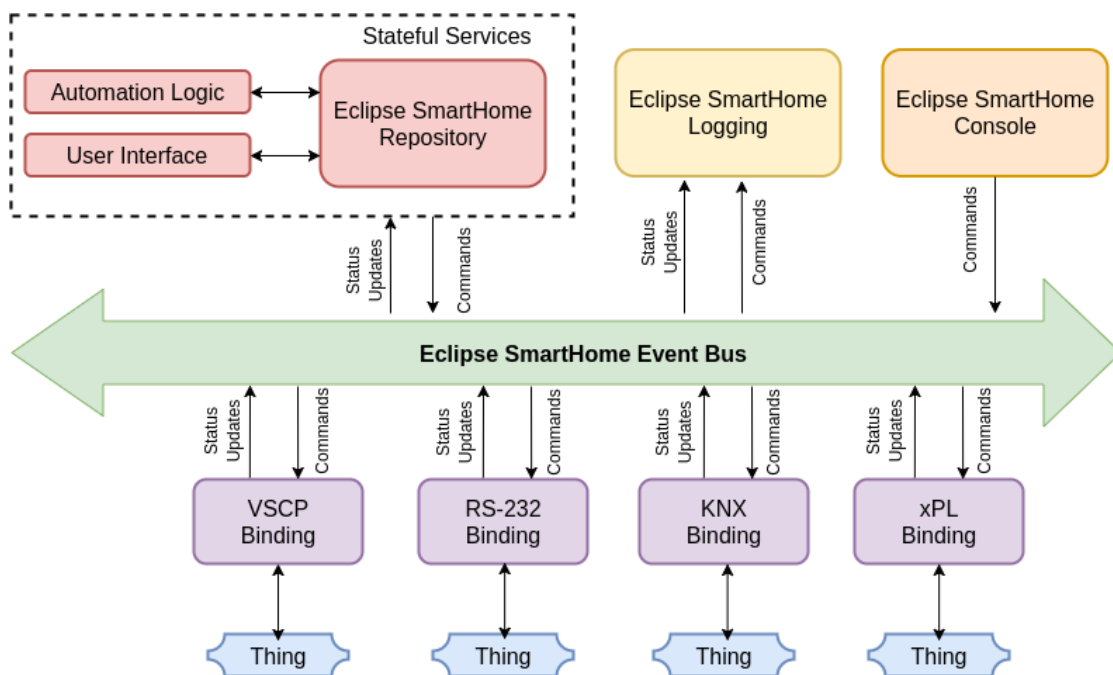 Stateful Services
Automation Logic
User Interface
Eclipse SmartHome
Repository
Eclipse SmartHome
Logging
Eclipse SmartHome
Console
Status
Updates
Commands
Status
Updates
Commands
Commands
Eclipse SmartHome Event Bus
Status
Updates
Commands
Status
Updates
Commands
Status
Updates
Commands
Status
Updates
Commands
VSCP
Binding
RS-232
Binding
KNX
Binding
xPL
Binding
Thing
Thing
Thing
Thing